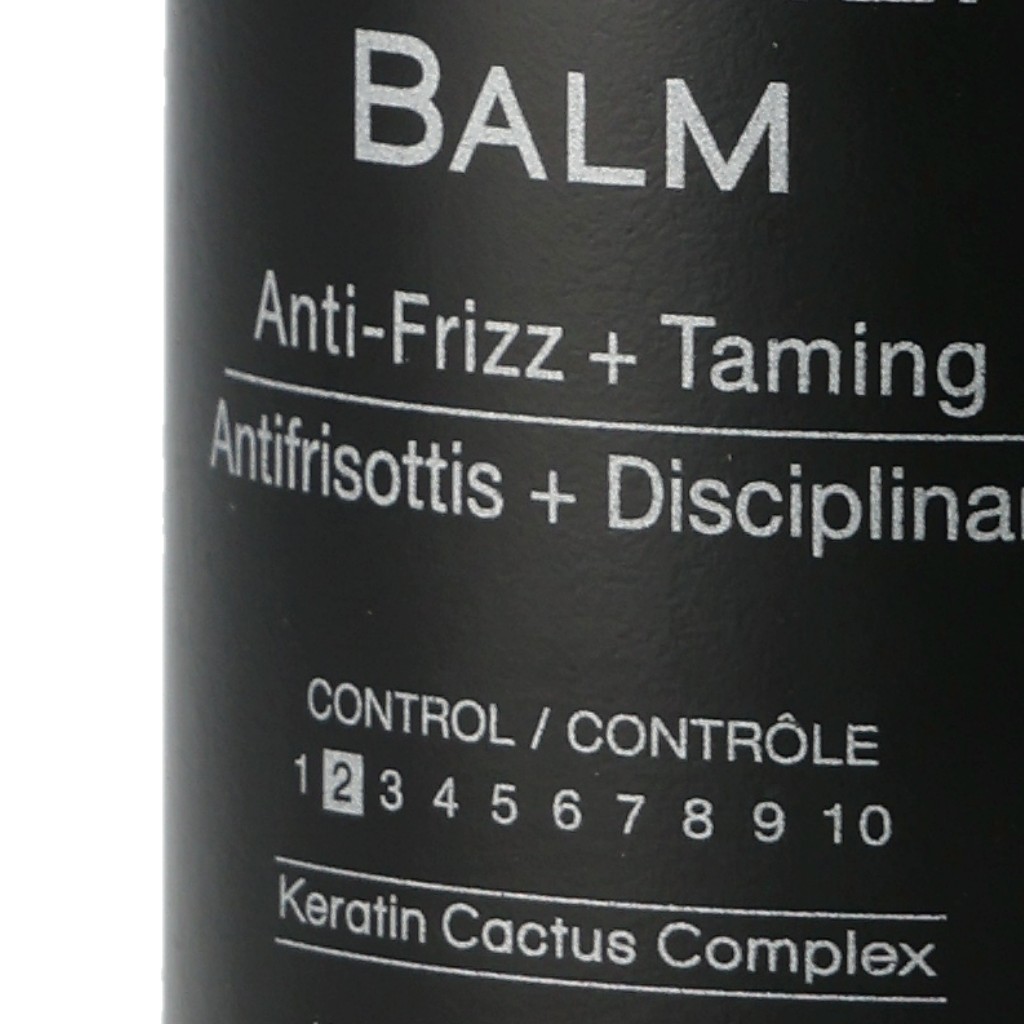 BALM
Anti-Frizz + Taming
Antifrisottis +
CONTROL / CONTRÔLE
1 2 3 4 5 6 7 8 9 10
Keratin Cactus Complex